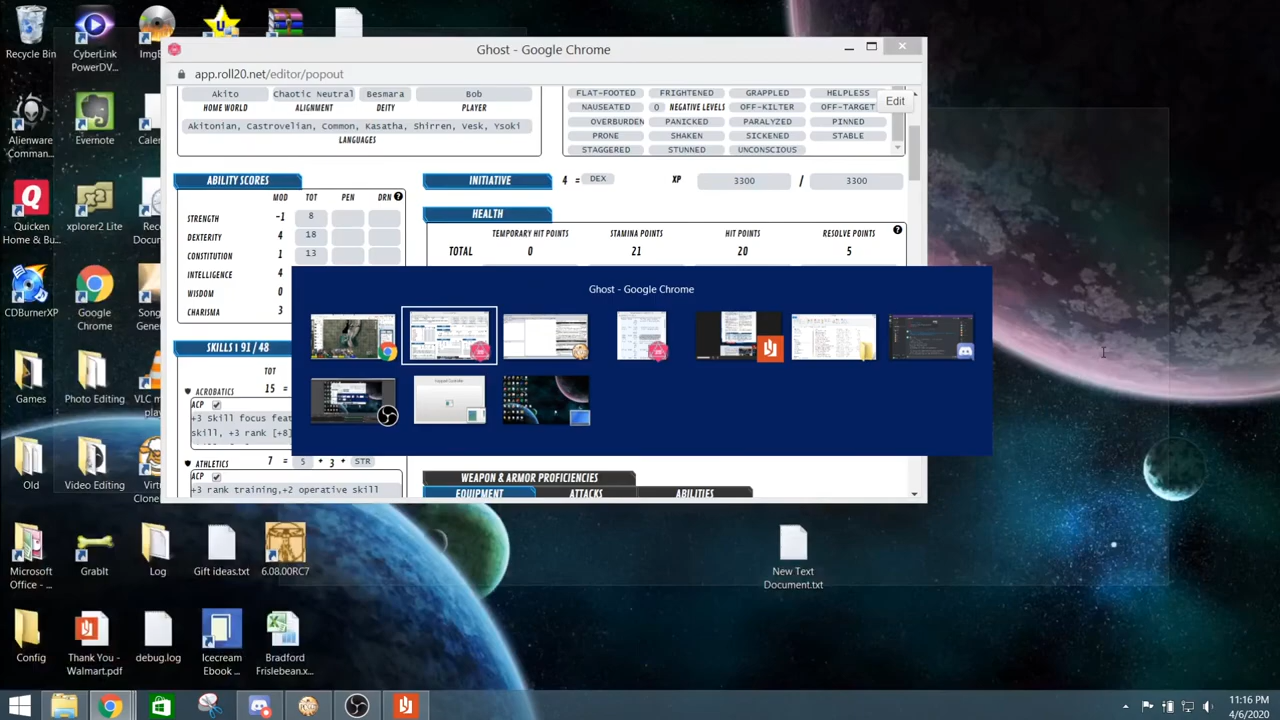 Recycle Bin
CyberLink PowerDV...
Ghost - Google Chrome
app.roll20.net/editor/popout
Akito Chaotic Neutral Besmara Bob
HOME WORLD ALIGNMENT DEITY PLAYER
Akitonian, Castrovelian, Common, Kasatha, Shirren, Vesk, Ysoki
LANGUAGES
FLAT-FOOTED FRIGHTENED GRAPPLED HELPLESS
NAUSEATED 0 NEGATIVE LEVELS OFF-KILTER OFF-TARGET
OVERBURDEN PANICKED PARALYZED PINNED
PRONE SHAKEN SICKENED STABLE
STAGGERED STUNNED UNCONSCIOUS
Edit
ABILITY SCORES
MOD TOT PEN DRN
STRENGTH -1 8
DEXTERITY 4 18
CONSTITUTION 1 13
INTELLIGENCE 4
WISDOM 0
CHARISMA 3
INITIATIVE 4 = DEX XP 3300 / 3300
HEALTH
TEMPORARY HIT POINTS STAMINA POINTS HIT POINTS RESOLVE POINTS
TOTAL 0 21 20 5
Ghost - Google Chrome
SKILLS | 91 / 48
TOT
ACROBATICS 15 =
ACP
+3 skill focus feat
skill, +3 rank [+8]
ATHLETICS 7 = 5 + 3 + STR
ACP
+3 rank training,+2 operative skill
WEAPON & ARMOR PROFICIENCIES
EQUIPMENT ATTACKS ABILITIES
Alienware Comman...
Evernote
Quicken Home & Bu...
xplorer2 Lite
CDBurnerXP
Google Chrome
Games
Photo Editing
Old
Video Editing
Microsoft Office - ...
GrabIt
Log
Gift ideas.txt
6.08.00RC7
New Text Document.txt
Config
Thank You - Walmart.pdf
debug.log
Icecream Ebook ...
Bradford Frislebean.x...
11:16 PM
4/6/2020